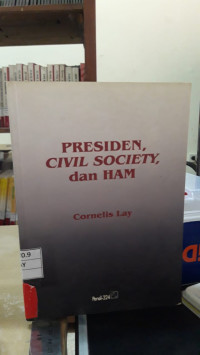 PRESIDEN,
CIVIL SOCIETY,
dan HAM
Cornelis Lay